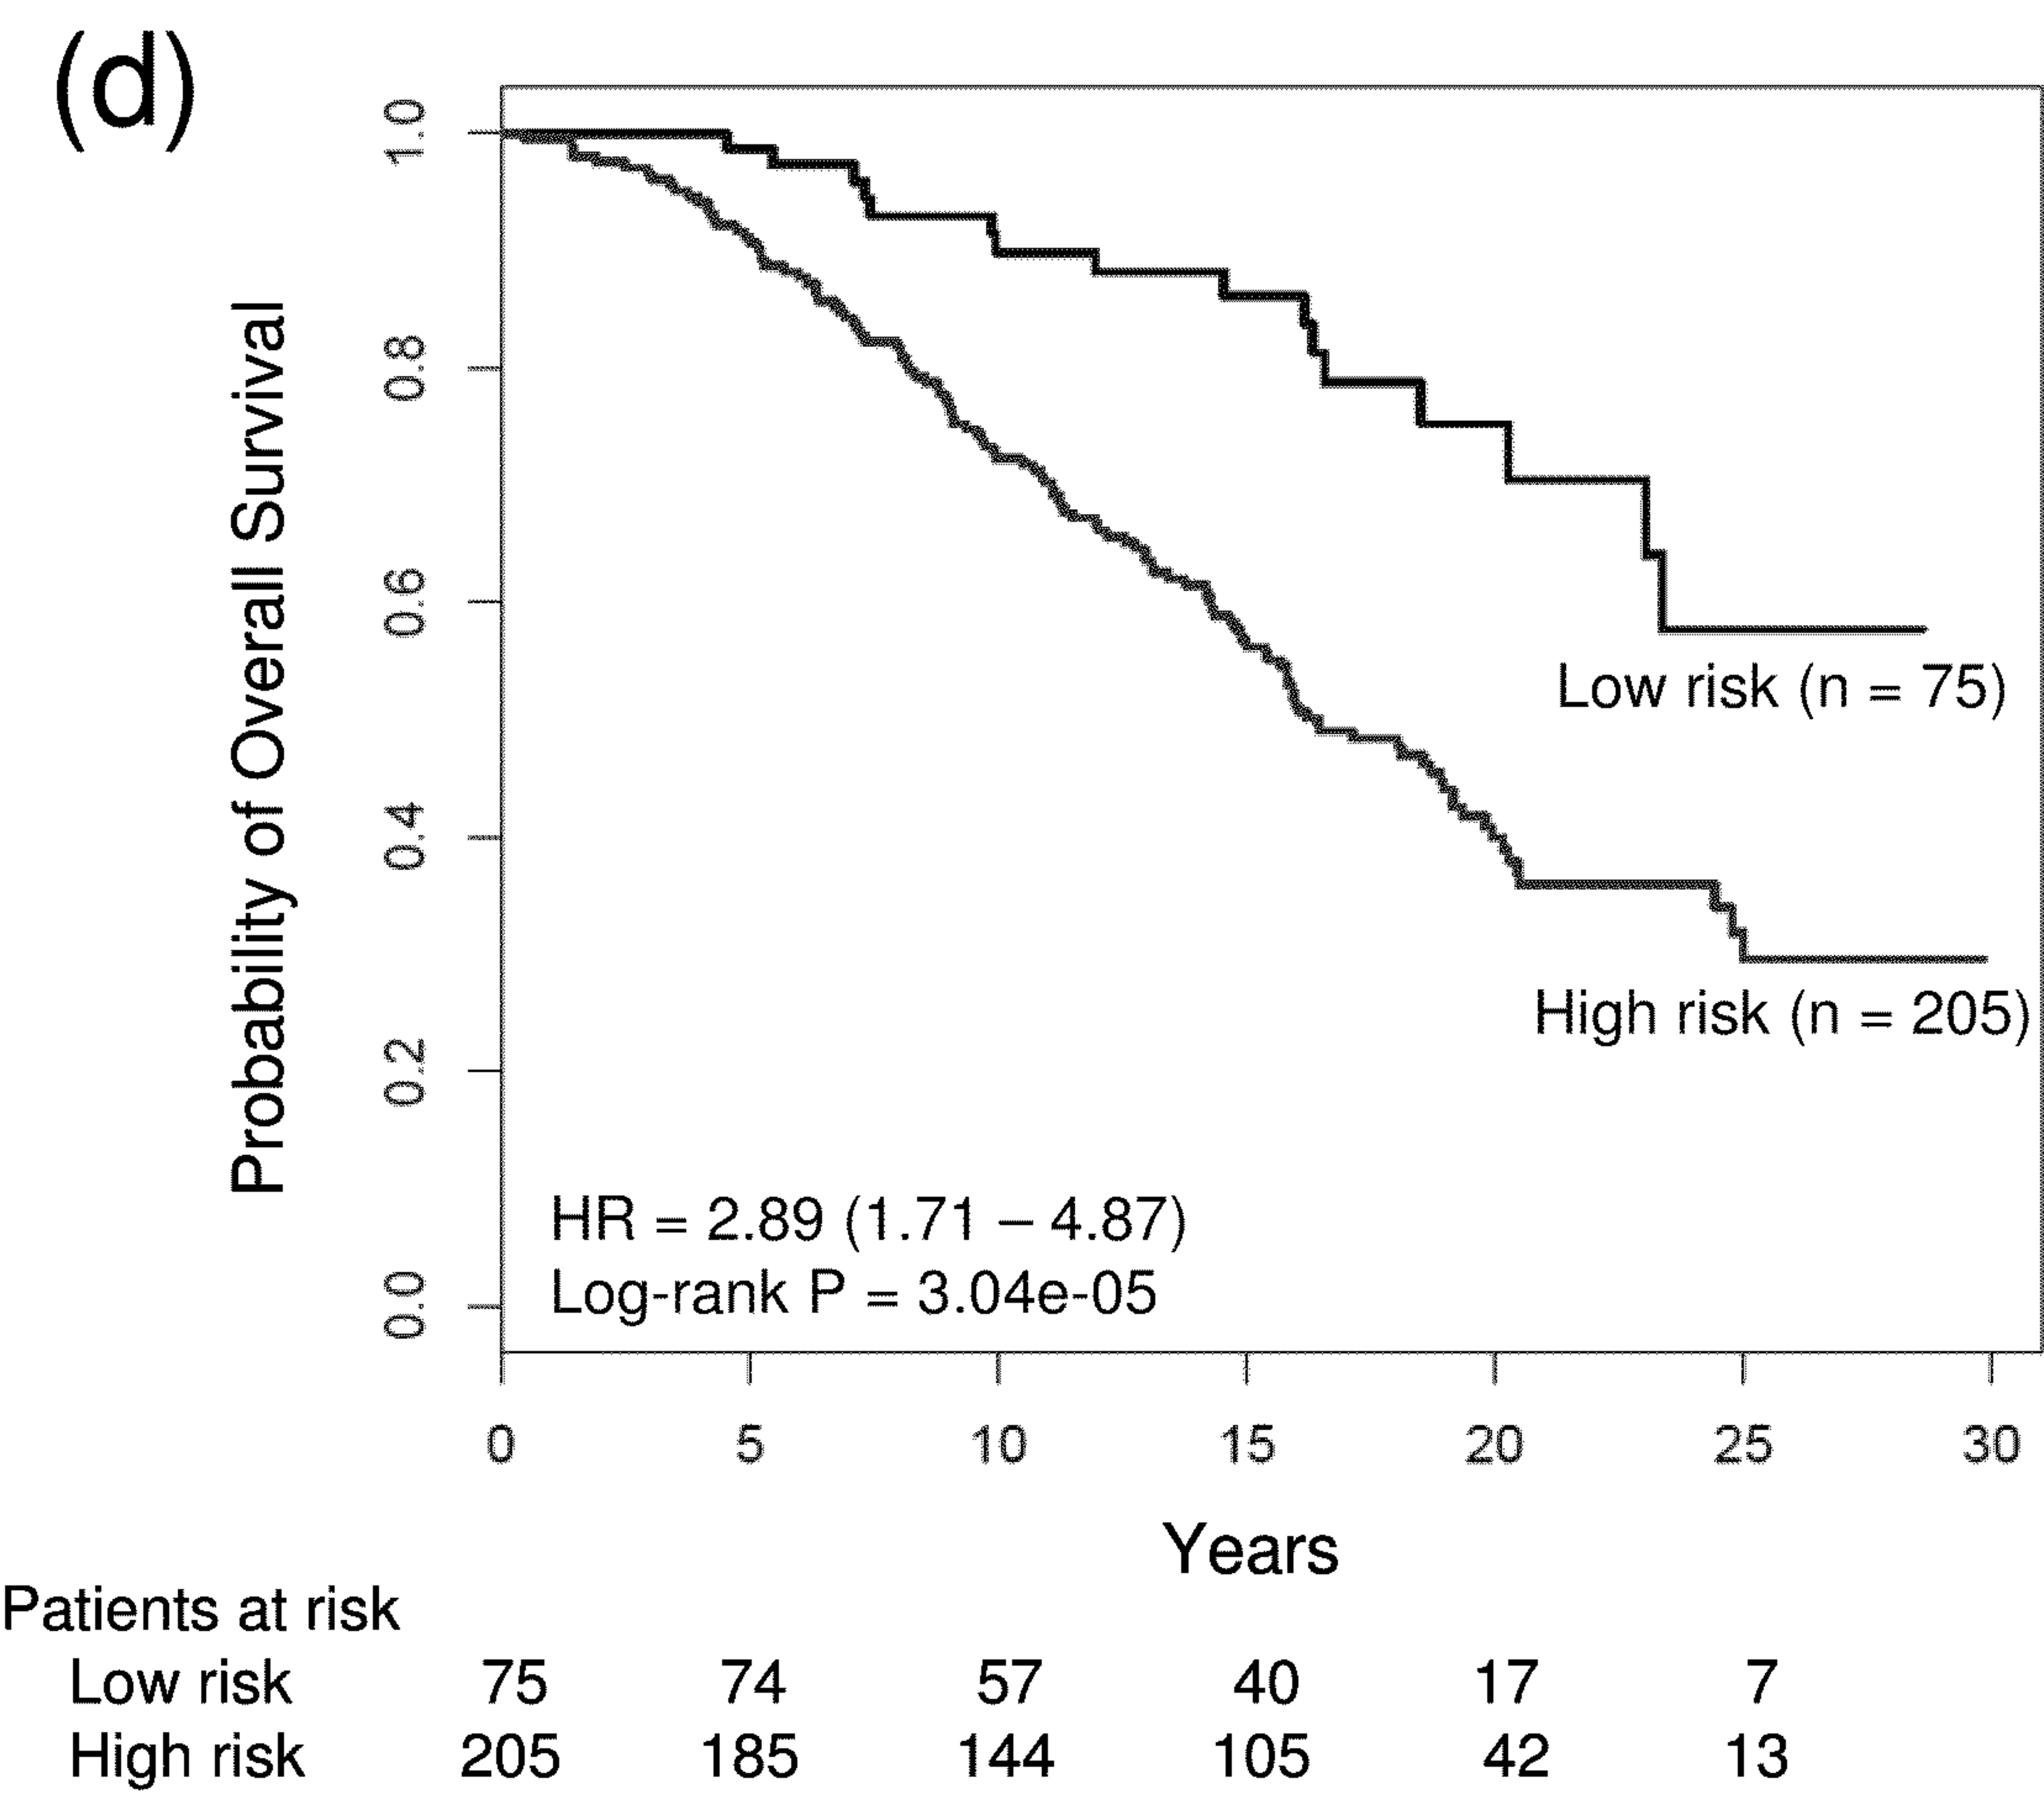 (d)
Probability of Overall Survival
1.0
0.8
0.6
0.4
0.2
0.0
Low risk (n = 75)
High risk (n = 205)
HR = 2.89 (1.71 – 4.87)
Log-rank P = 3.04e-05
0 5 10 15 20 25 30
Years
Patients at risk
Low risk 75 74 57 40 17 7
High risk 205 185 144 105 42 13